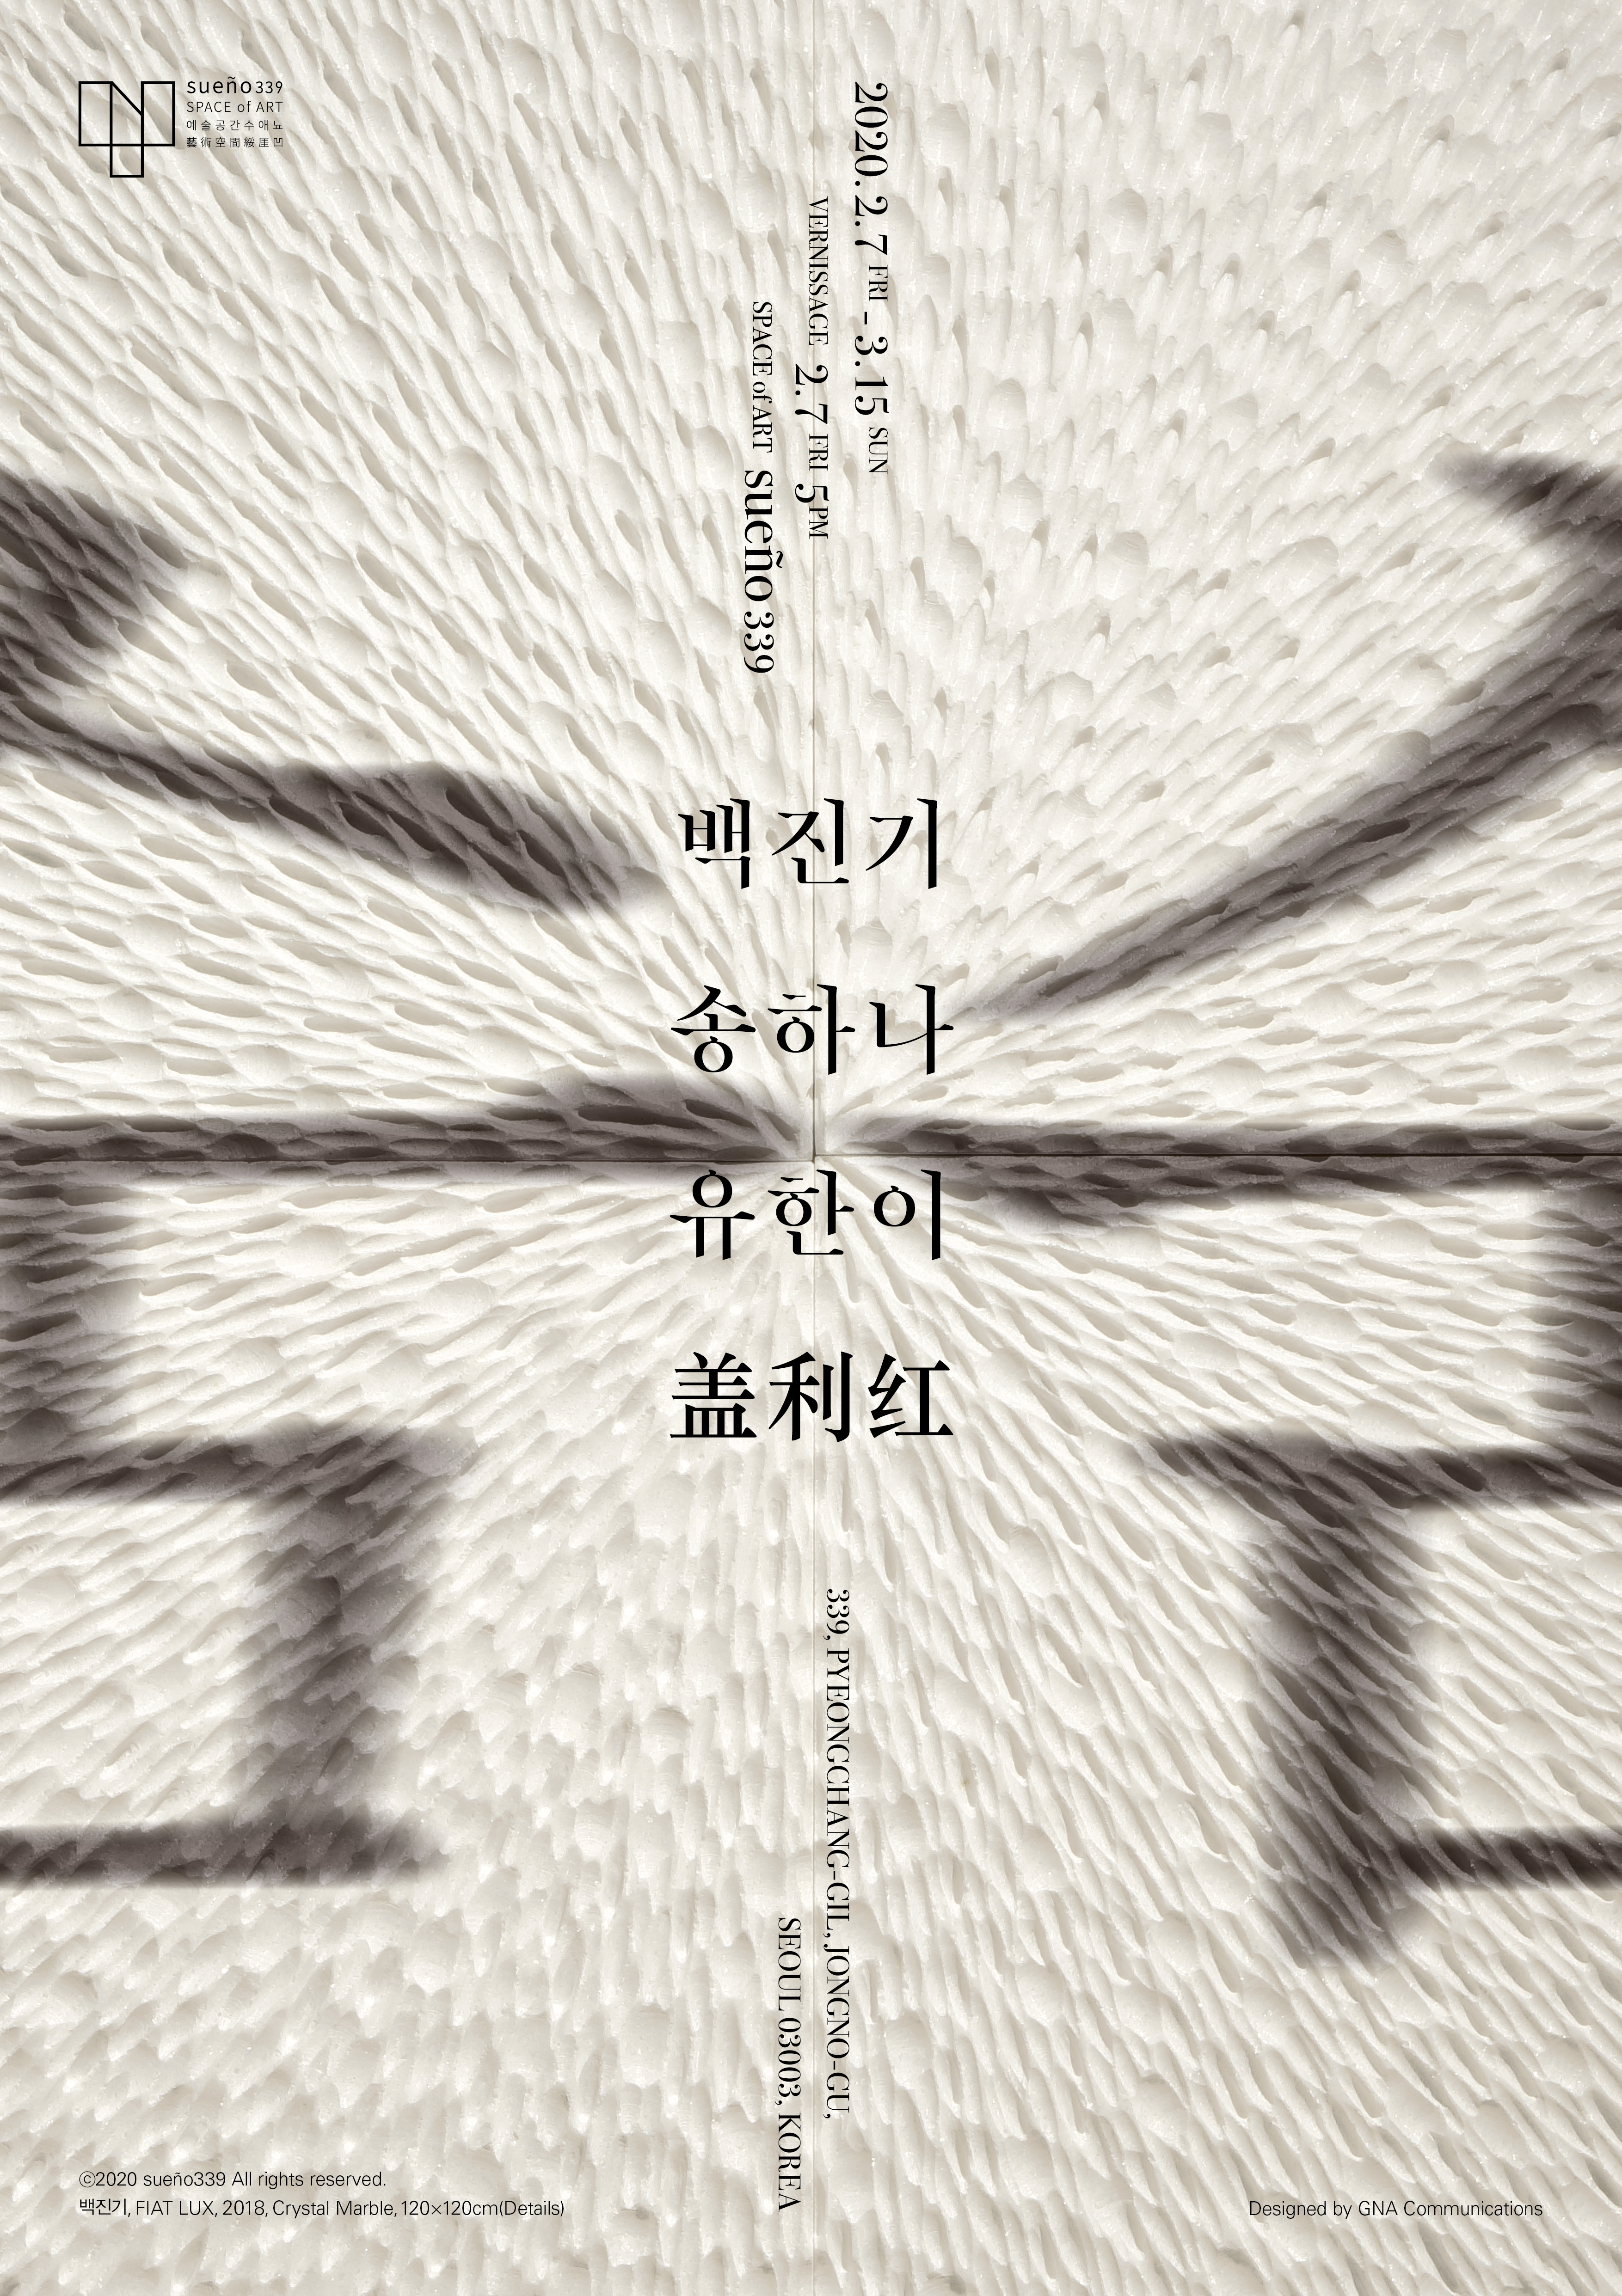 sueño339
SPACE of ART
예술공간수애뇨
藝術空間綏厓凹
2020. 2.7 FRI - 3.15 SUN
VERNISSAGE 2.7 FRI 5PM
SPACE of ART sueño339
백진기
송하나
유한이
盖利红
339, PYEONGCHANG-GIL, JONGNO-GU,
SEOUL 03003, KOREA
©2020 sueño339 All rights reserved.
백진기, FIAT LUX, 2018, Crystal Marble, 120×120cm(Details)
Designed by GNA Communications